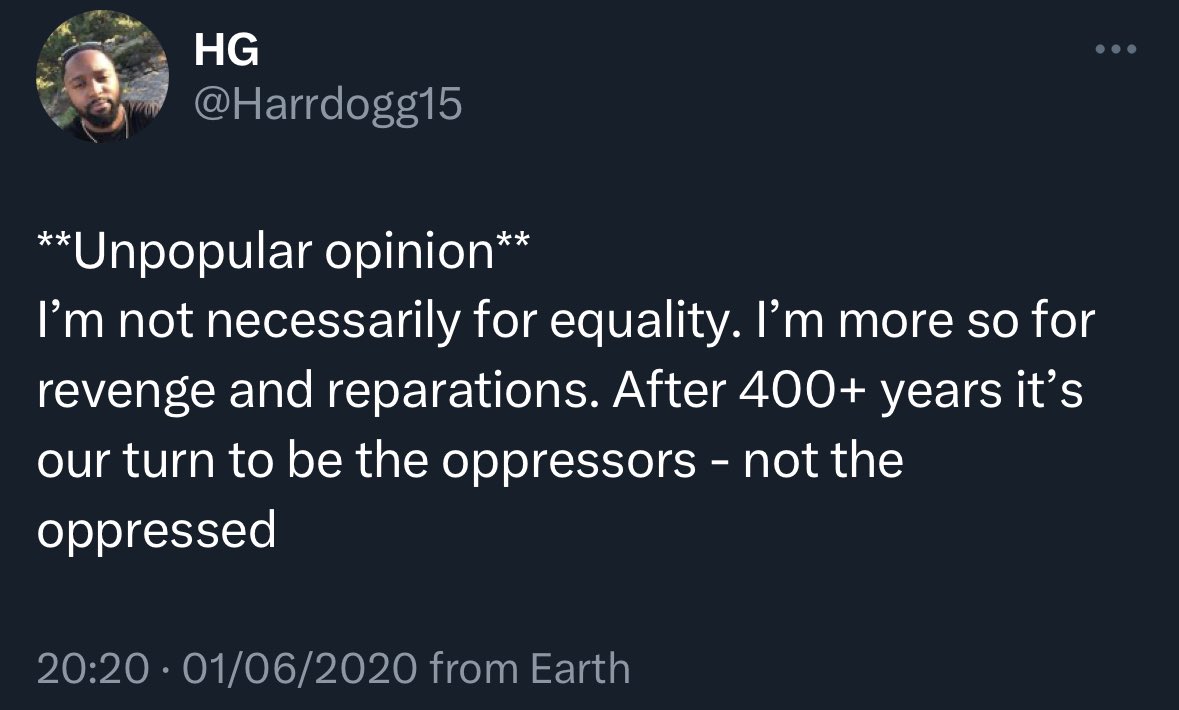 HG
@Harrdogg15
**Unpopular opinion**
I’m not necessarily for equality. I’m more so for
revenge and reparations. After 400+ years it’s
our turn to be the oppressors - not the
oppressed
20:20 · 01/06/2020 from Earth